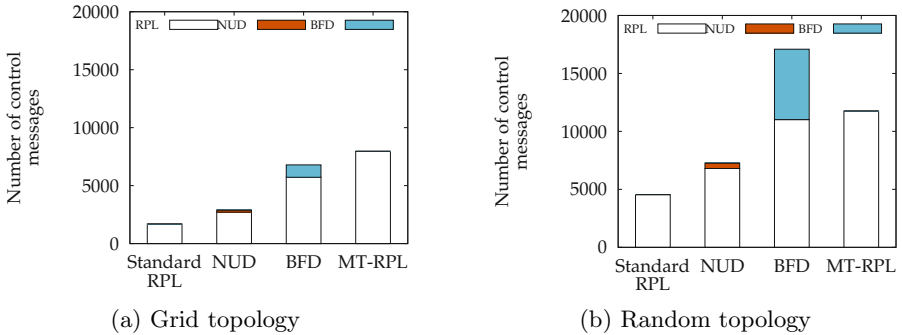 Number of control
messages
20000
15000
10000
5000
0
RPL NUD BFD
Standard
RPL NUD BFD MT-RPL
(a) Grid topology
Number of control
messages
20000
15000
10000
5000
0
RPL NUD BFD
Standard
RPL NUD BFD MT-RPL
(b) Random topology